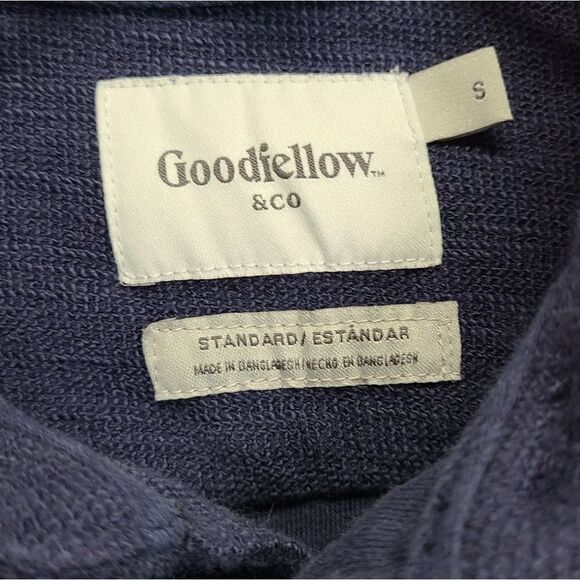 Goodfellow™
&CO
S
STANDARD/ESTÁNDAR
MADE IN BANGLADESH/HECHO EN BANGLADESH